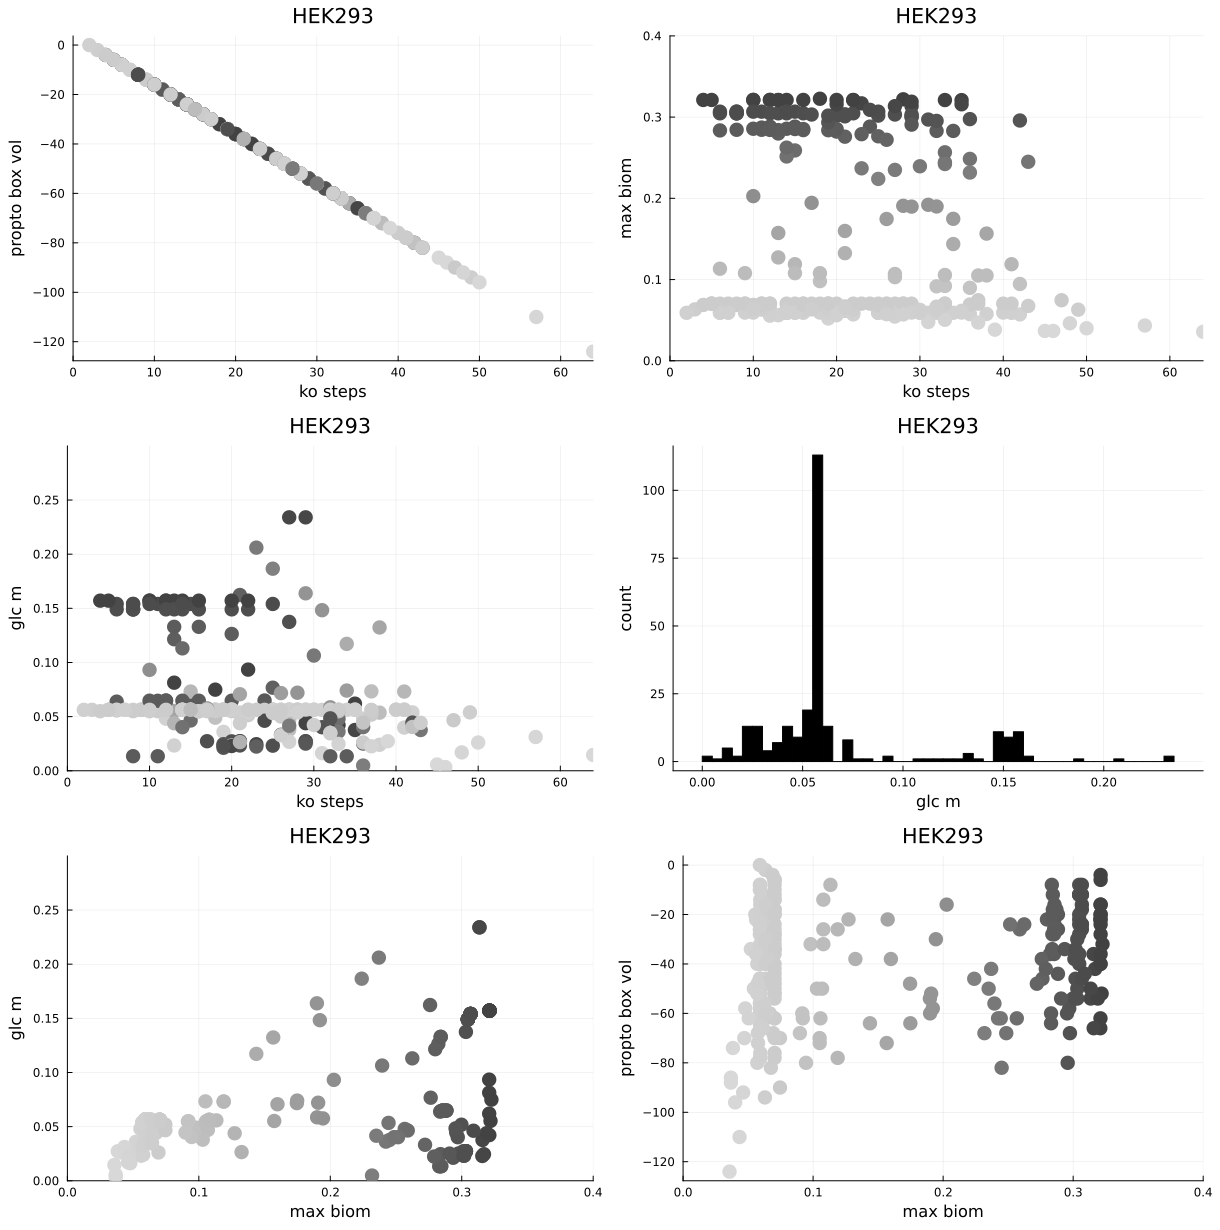 HEK293
propto box vol
0
−20
−40
−60
−80
−100
−120
0 10 20 30 40 50 60
ko steps
HEK293
max biom
0.4
0.3
0.2
0.1
0.0
0 10 20 30 40 50 60
ko steps
HEK293
glc m
0.25
0.20
0.15
0.10
0.05
0.00
0 10 20 30 40 50 60
ko steps
HEK293
count
100
75
50
25
0
0.00 0.05 0.10 0.15 0.20
glc m
HEK293
glc m
0.25
0.20
0.15
0.10
0.05
0.00
0.0 0.1 0.2 0.3 0.4
max biom
HEK293
propto box vol
0
−20
−40
−60
−80
−100
−120
0.0 0.1 0.2 0.3 0.4
max biom